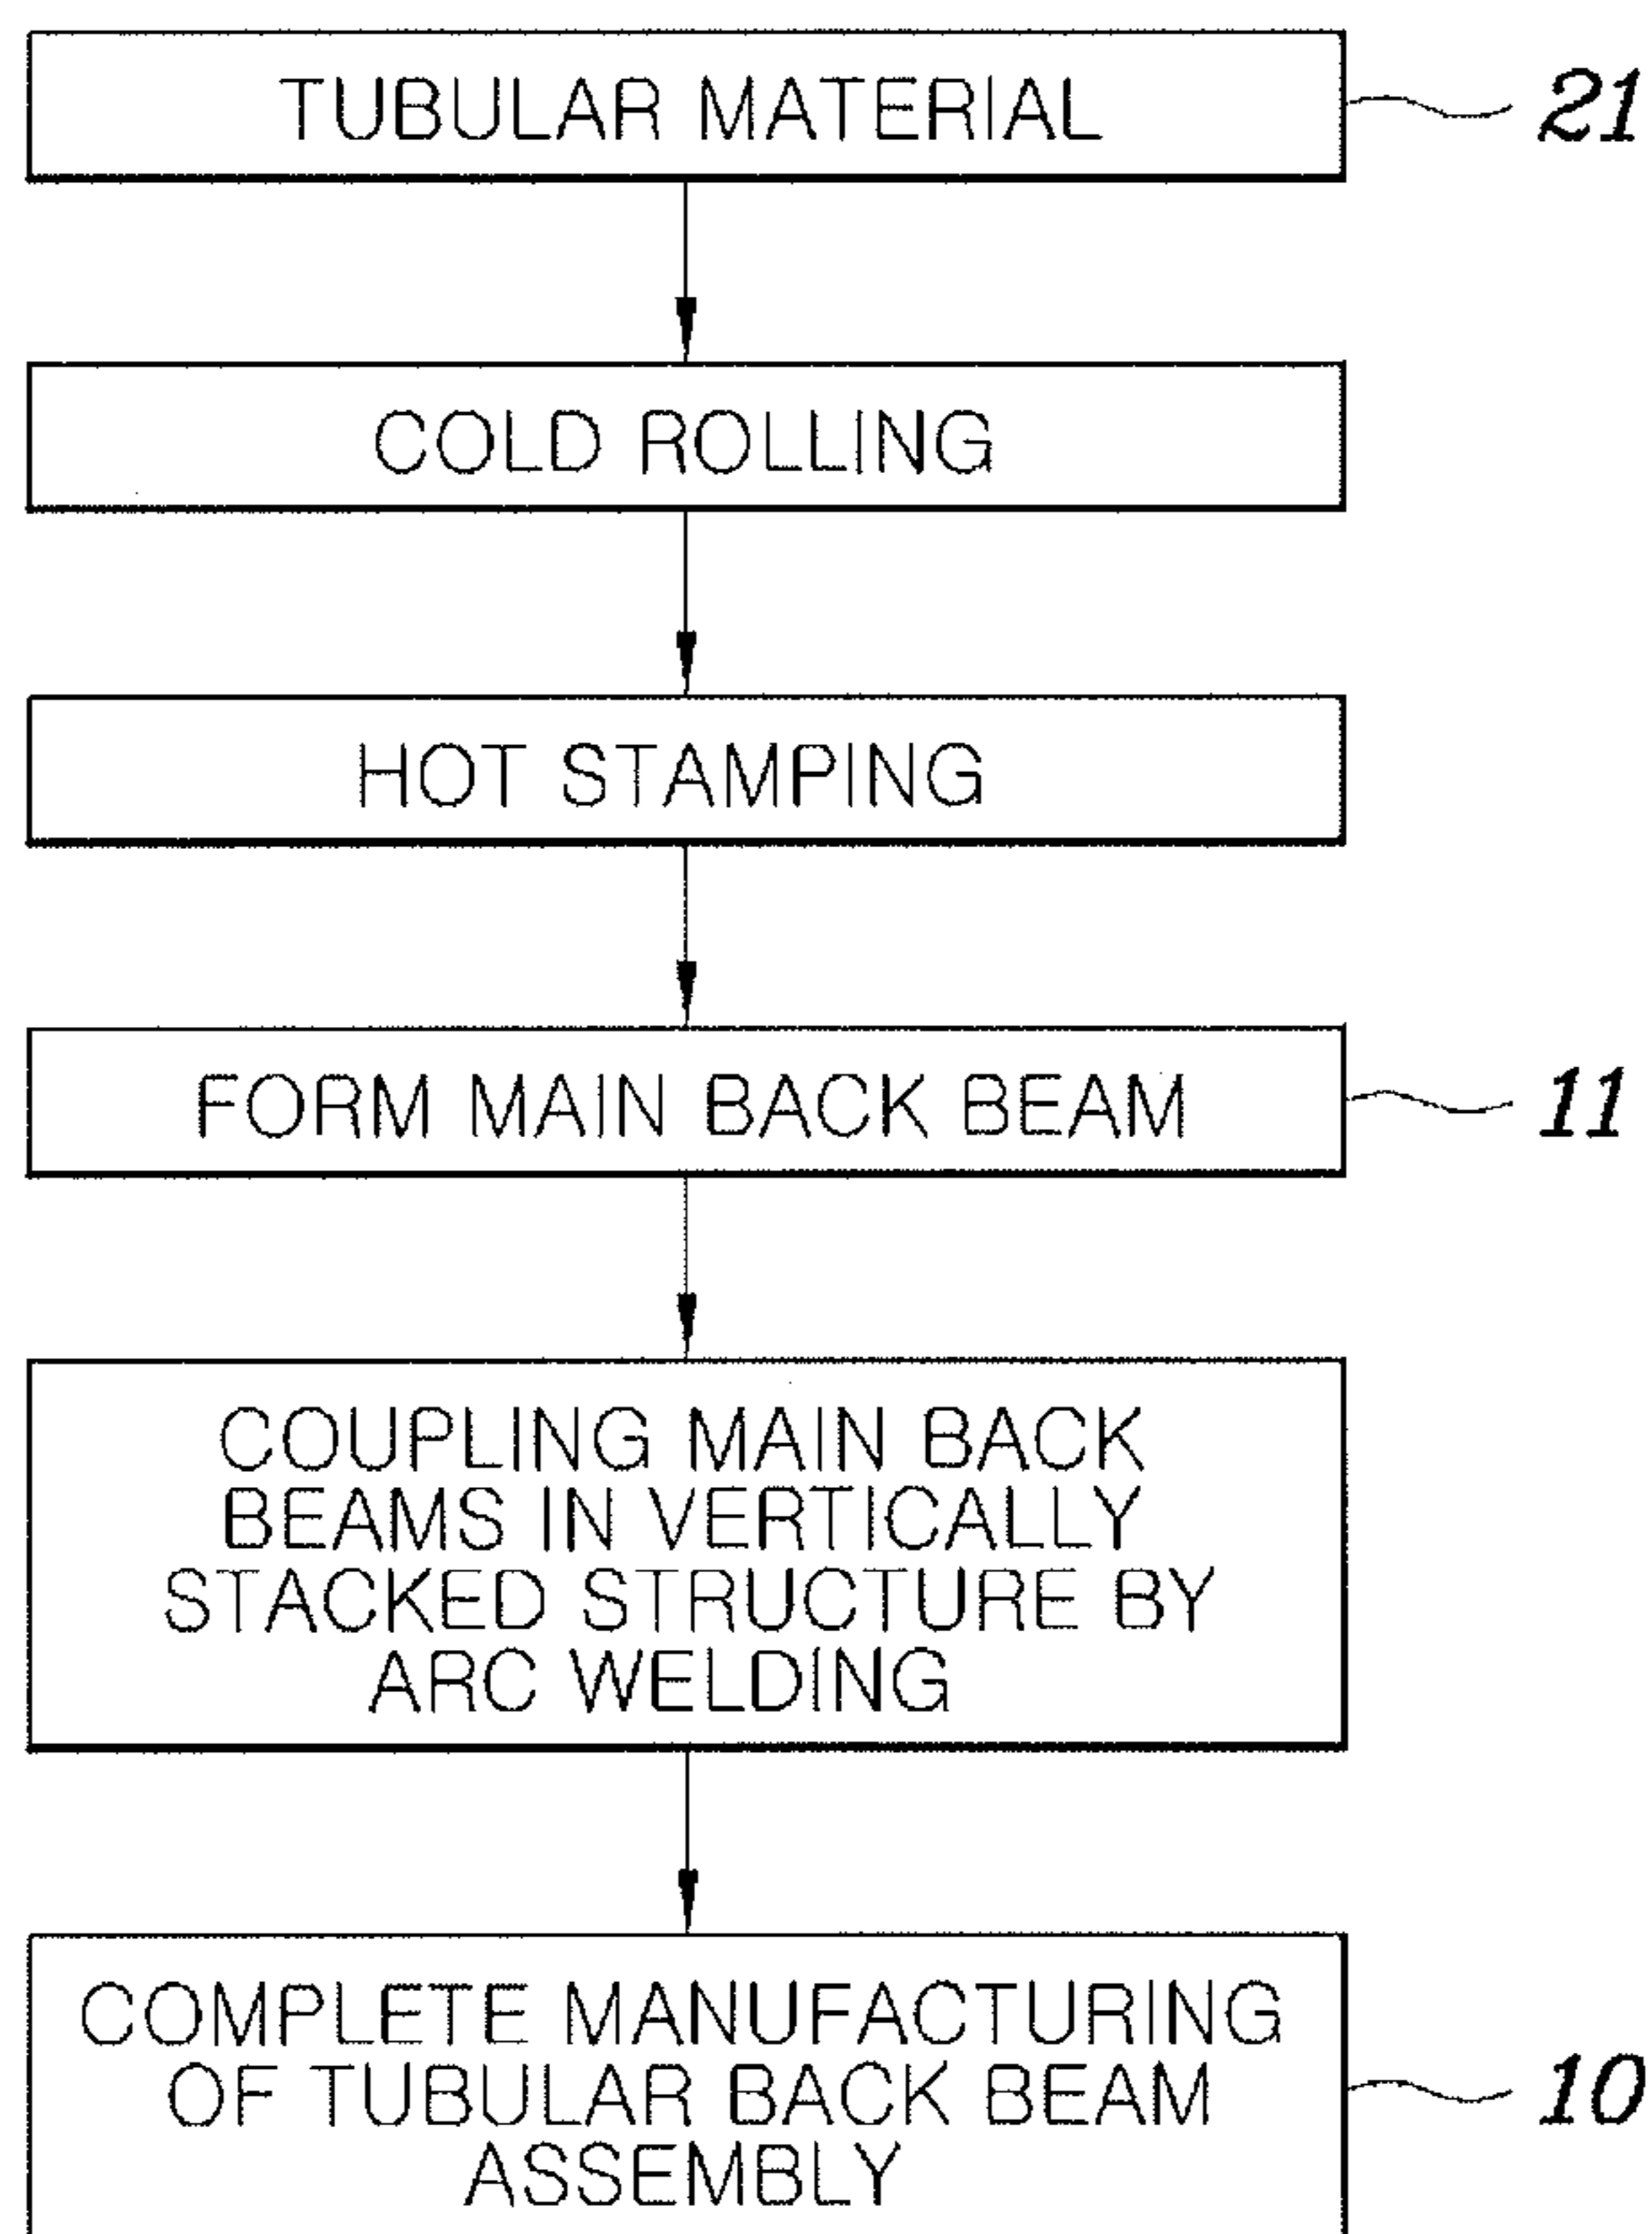 TUBULAR MATERIAL
21
COLD ROLLING
HOT STAMPING
FORM MAIN BACK BEAM
11
COUPLING MAIN BACK
BEAMS IN VERTICALLY
STACKED STRUCTURE BY
ARC WELDING
COMPLETE MANUFACTURING
OF TUBULAR BACK BEAM
ASSEMBLY
10